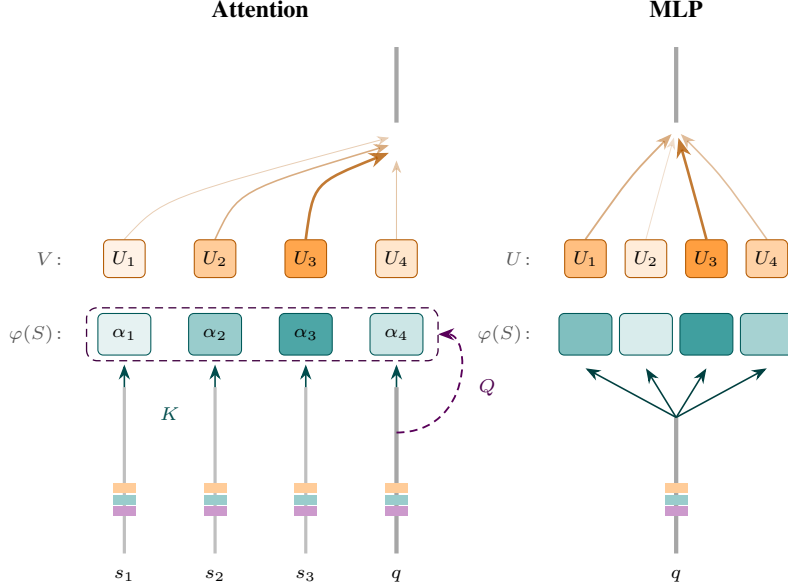 Attention MLP
V : U₁ U₂ U₃ U₄ U : U₁ U₂ U₃ U₄
φ(S) : α₁ α₂ α₃ α₄ φ(S) :
K Q
s₁ s₂ s₃ q q